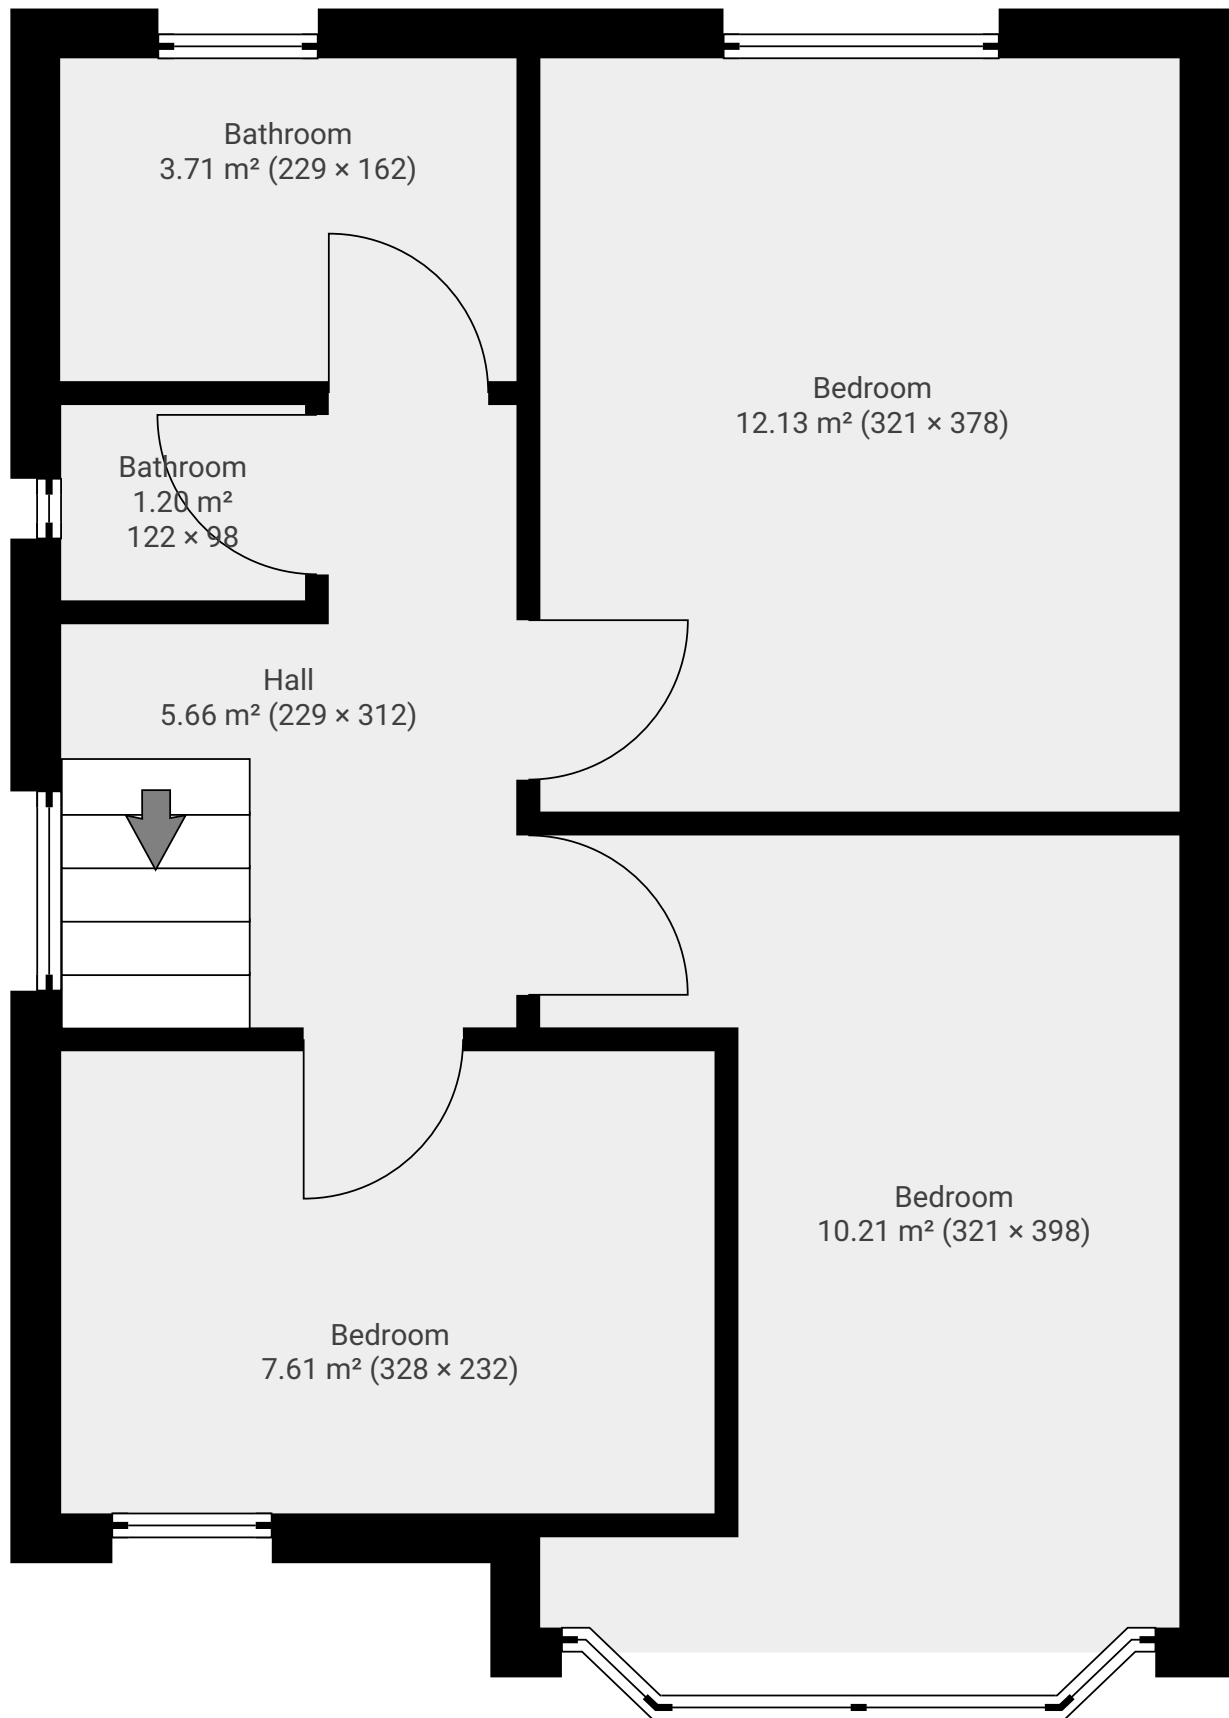 Bathroom
3.71 m² (229 × 162)
Bedroom
12.13 m² (321 × 378)
Bathroom
1.20 m²
122 × 98
Hall
5.66 m² (229 × 312)
Bedroom
10.21 m² (321 × 398)
Bedroom
7.61 m² (328 × 232)